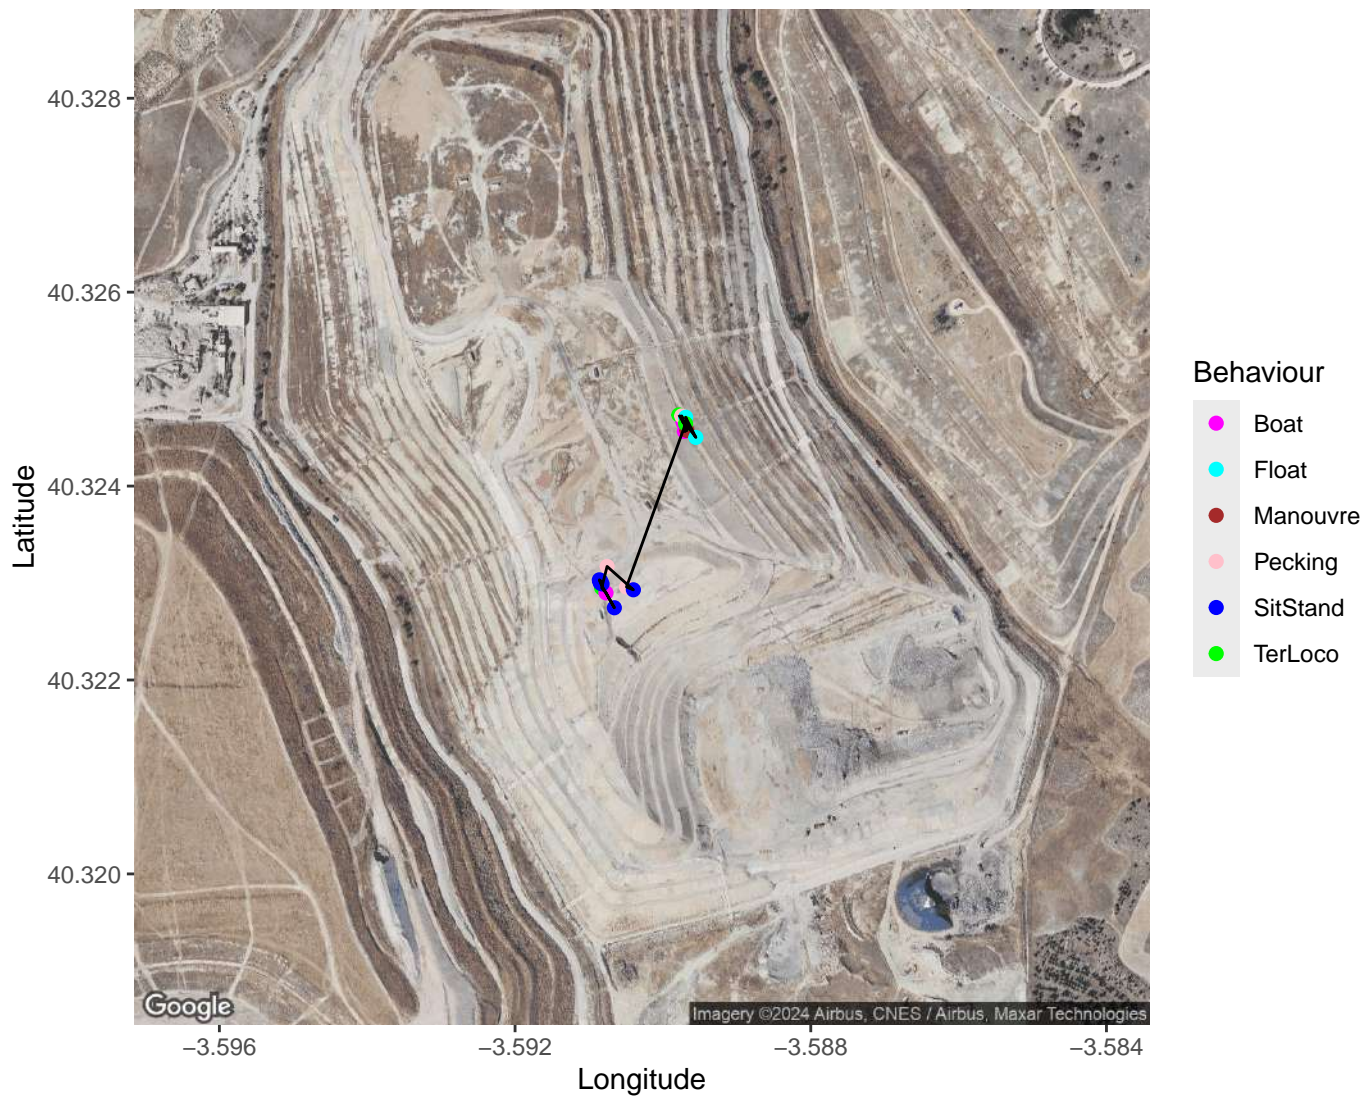 40.328
40.326
40.324
40.322
40.320
Latitude
−3.596
−3.592
−3.588
−3.584
Longitude
Google
Imagery ©2024 Airbus, CNES / Airbus, Maxar Technologies
Behaviour
Boat
Float
Manouvre
Pecking
SitStand
TerLoco